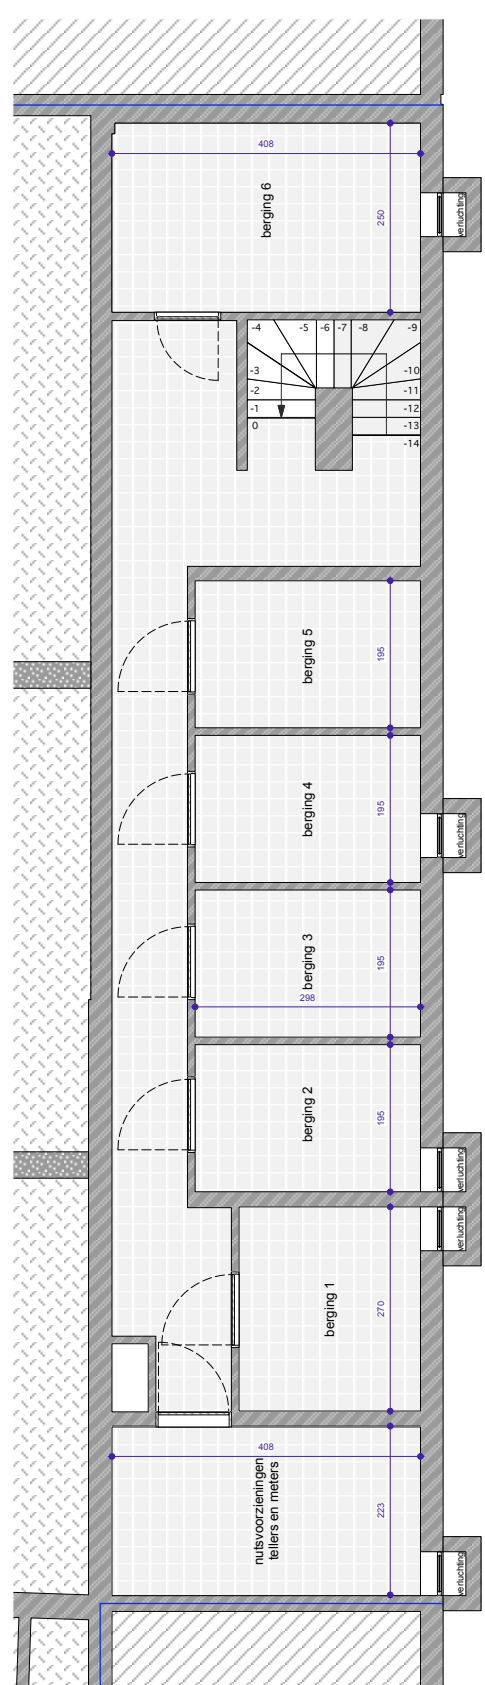 408
berging 6
250
verluchting
-4
-5
-6
-7
-8
-9
-3
-10
-2
-11
-1
-12
0
-13
-14
berging 5
195
berging 4
195
verluchting
berging 3
195
298
berging 2
195
verluchting
verluchting
berging 1
270
408
nutsvoorzieningen
tellers en meters
223
verluchting